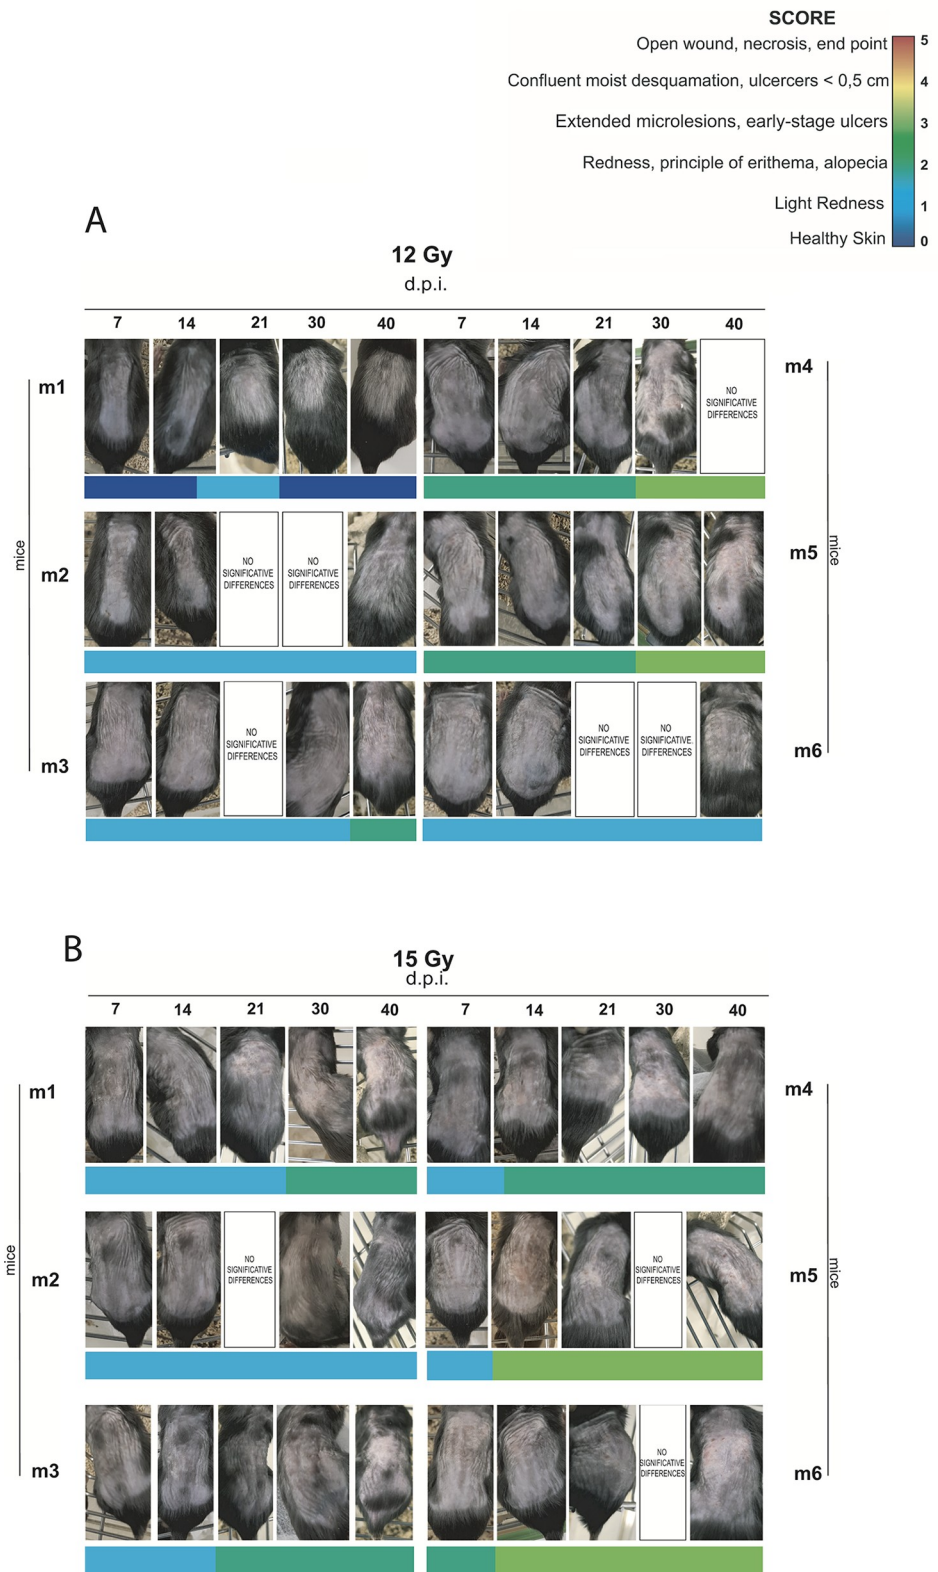 SCORE
Open wound, necrosis, end point 5
Confluent moist desquamation, ulcercers < 0,5 cm 4
Extended microlesions, early-stage ulcers 3
Redness, principle of erithema, alopecia 2
Light Redness 1
Healthy Skin 0
A
12 Gy
d.p.i.
7 14 21 30 40 7 14 21 30 40
m1
m4
NO
SIGNIFICATIVE
DIFFERENCES
mice
m2
NO
SIGNIFICATIVE
DIFFERENCES
NO
SIGNIFICATIVE
DIFFERENCES
m5
mice
m3
NO
SIGNIFICATIVE
DIFFERENCES
NO
SIGNIFICATIVE
DIFFERENCES
NO
SIGNIFICATIVE.
DIFFERENCES
m6
B
15 Gy
d.p.i.
7 14 21 30 40 7 14 21 30 40
m1
m4
mice
m2
NO
SIGNIFICATIVE
DIFFERENCES
NO
SIGNIFICATIVE
DIFFERENCES
m5
mice
m3
NO
SIGNIFICATIVE
DIFFERENCES
m6